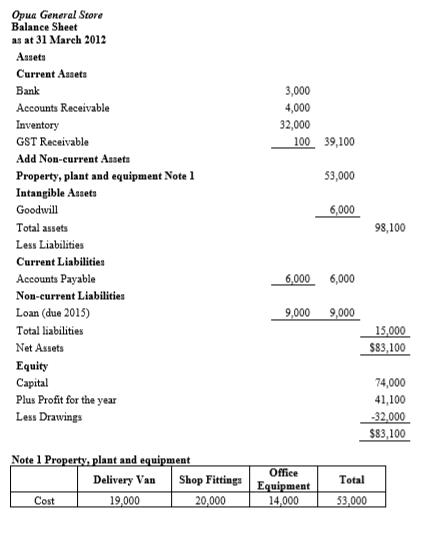 Opua General Store
Balance Sheet
as at 31 March 2012
Assets
Current Assets
Bank 3,000
Accounts Receivable 4,000
Inventory 32,000
GST Receivable 100 39,100
Add Non-current Assets
Property, plant and equipment Note 1 53,000
Intangible Assets
Goodwill 6,000
Total assets 98,100
Less Liabilities
Current Liabilities
Accounts Payable 6,000 6,000
Non-current Liabilities
Loan (due 2015) 9,000 9,000
Total liabilities 15,000
Net Assets $83,100
Equity
Capital 74,000
Plus Profit for the year 41,100
Less Drawings -32,000
$83,100
Note 1 Property, plant and equipment
Delivery Van Shop Fittings Office Equipment Total
Cost 19,000 20,000 14,000 53,000